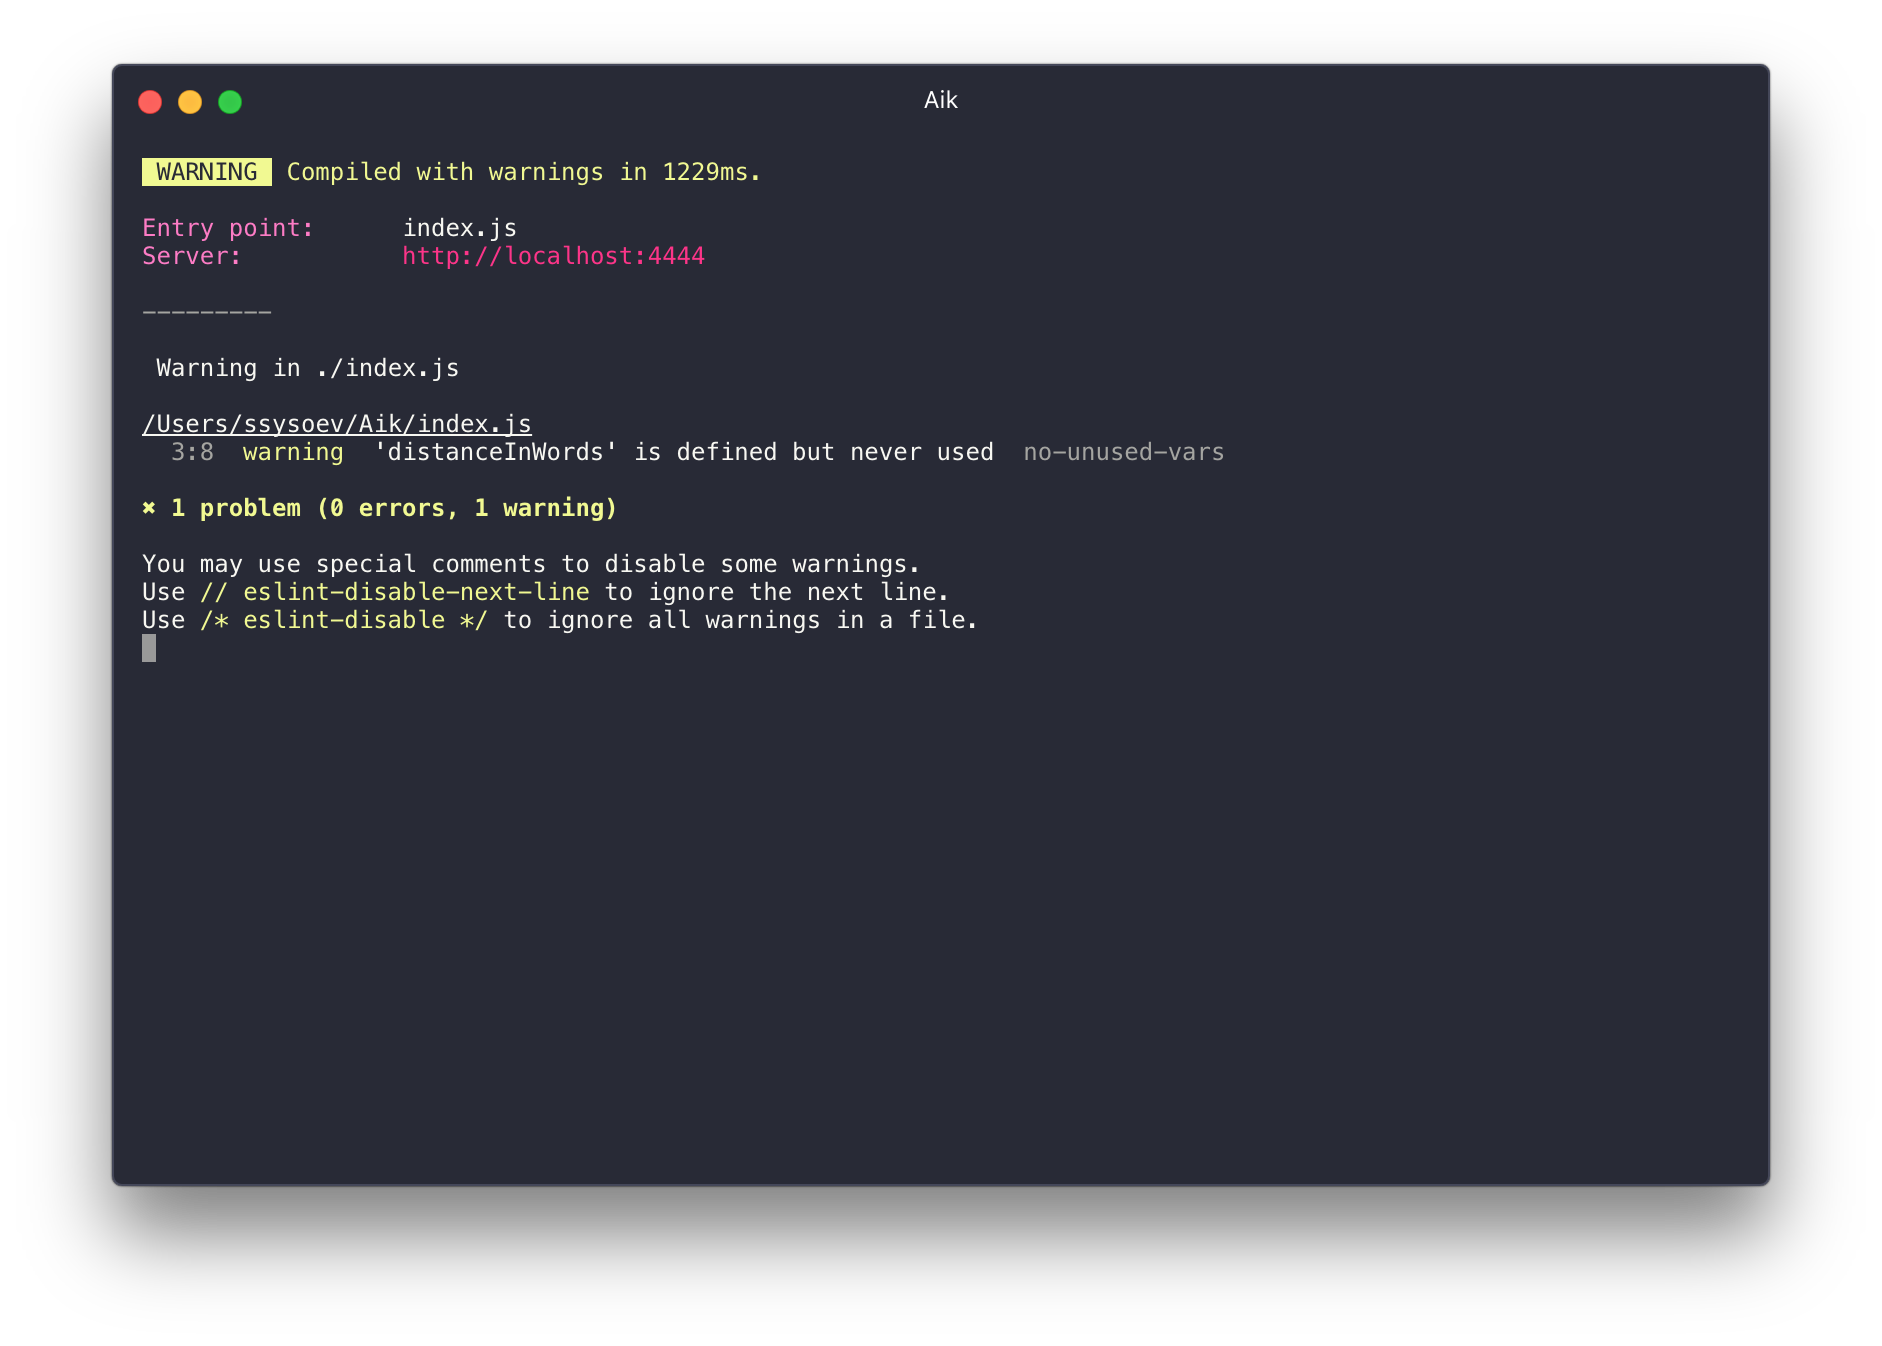 Aik
WARNING Compiled with warnings in 1229ms.
Entry point: index.js
Server: http://localhost:4444
---------
Warning in ./index.js
/Users/ssysoev/Aik/index.js
3:8 warning 'distanceInWords' is defined but never used no-unused-vars
✖ 1 problem (0 errors, 1 warning)
You may use special comments to disable some warnings.
Use // eslint-disable-next-line to ignore the next line.
Use /* eslint-disable */ to ignore all warnings in a file.